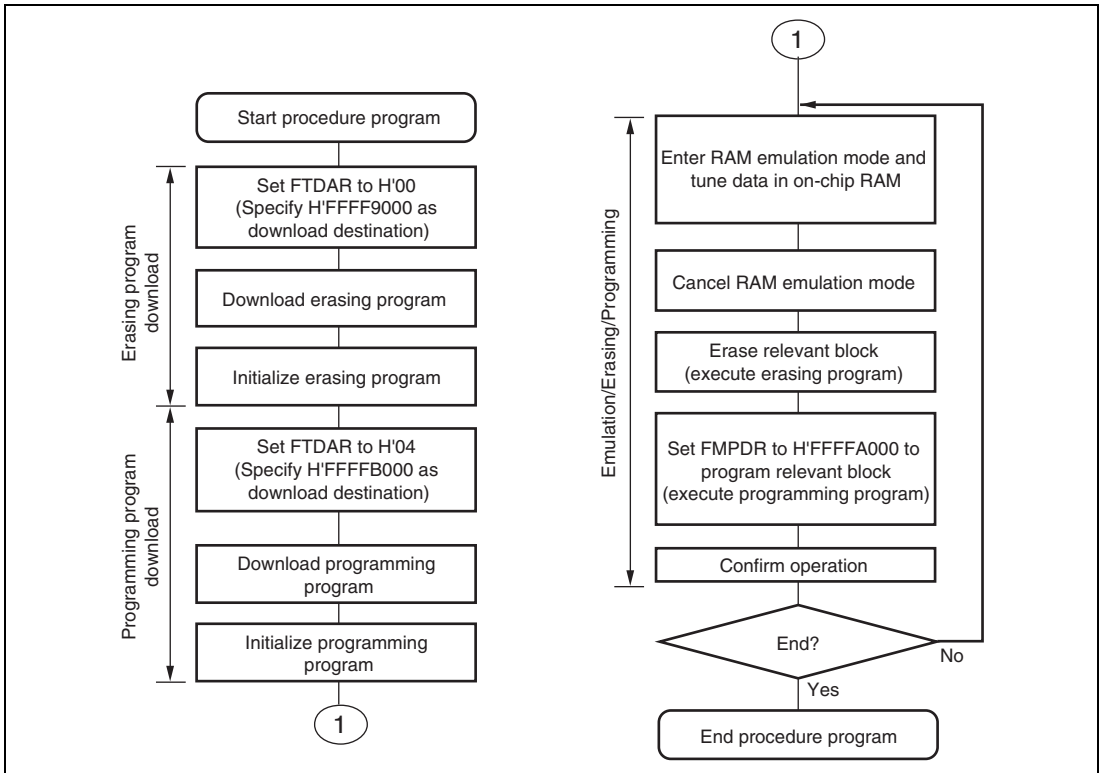 Start procedure program
Erasing program
download
Set FTDAR to H'00
(Specify H'FFFF9000 as
download destination)
Download erasing program
Initialize erasing program
Programming program
download
Set FTDAR to H'04
(Specify H'FFFFB000 as
download destination)
Download programming
program
Initialize programming
program
1
1
Emulation/Erasing/Programming
Enter RAM emulation mode and
tune data in on-chip RAM
Cancel RAM emulation mode
Erase relevant block
(execute erasing program)
Set FMPDR to H'FFFFA000 to
program relevant block
(execute programming program)
Confirm operation
End?
No
Yes
End procedure program